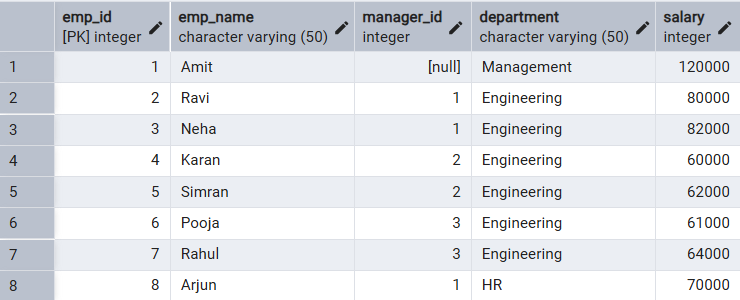 emp_id emp_name manager_id department salary
[PK] integer character varying (50) integer character varying (50) integer
1 1 Amit [null] Management 120000
2 2 Ravi 1 Engineering 80000
3 3 Neha 1 Engineering 82000
4 4 Karan 2 Engineering 60000
5 5 Simran 2 Engineering 62000
6 6 Pooja 3 Engineering 61000
7 7 Rahul 3 Engineering 64000
8 8 Arjun 1 HR 70000